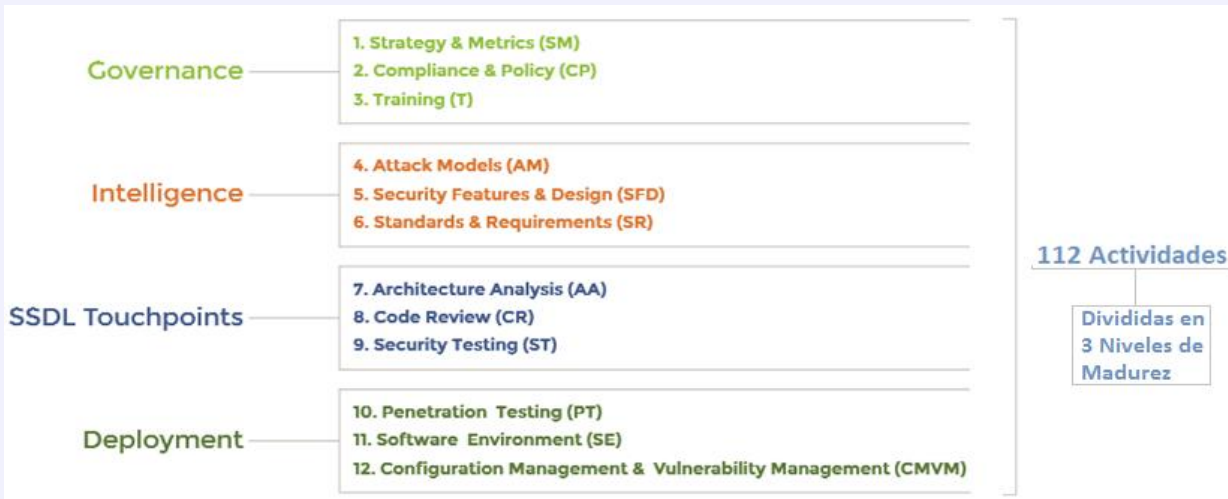 Governance
1. Strategy & Metrics (SM)
2. Compliance & Policy (CP)
3. Training (T)
Intelligence
4. Attack Models (AM)
5. Security Features & Design (SFD)
6. Standards & Requirements (SR)
SSDL Touchpoints
7. Architecture Analysis (AA)
8. Code Review (CR)
9. Security Testing (ST)
Deployment
10. Penetration Testing (PT)
11. Software Environment (SE)
12. Configuration Management & Vulnerability Management (CMVM)
112 Actividades
Divididas en
3 Niveles de
Madurez